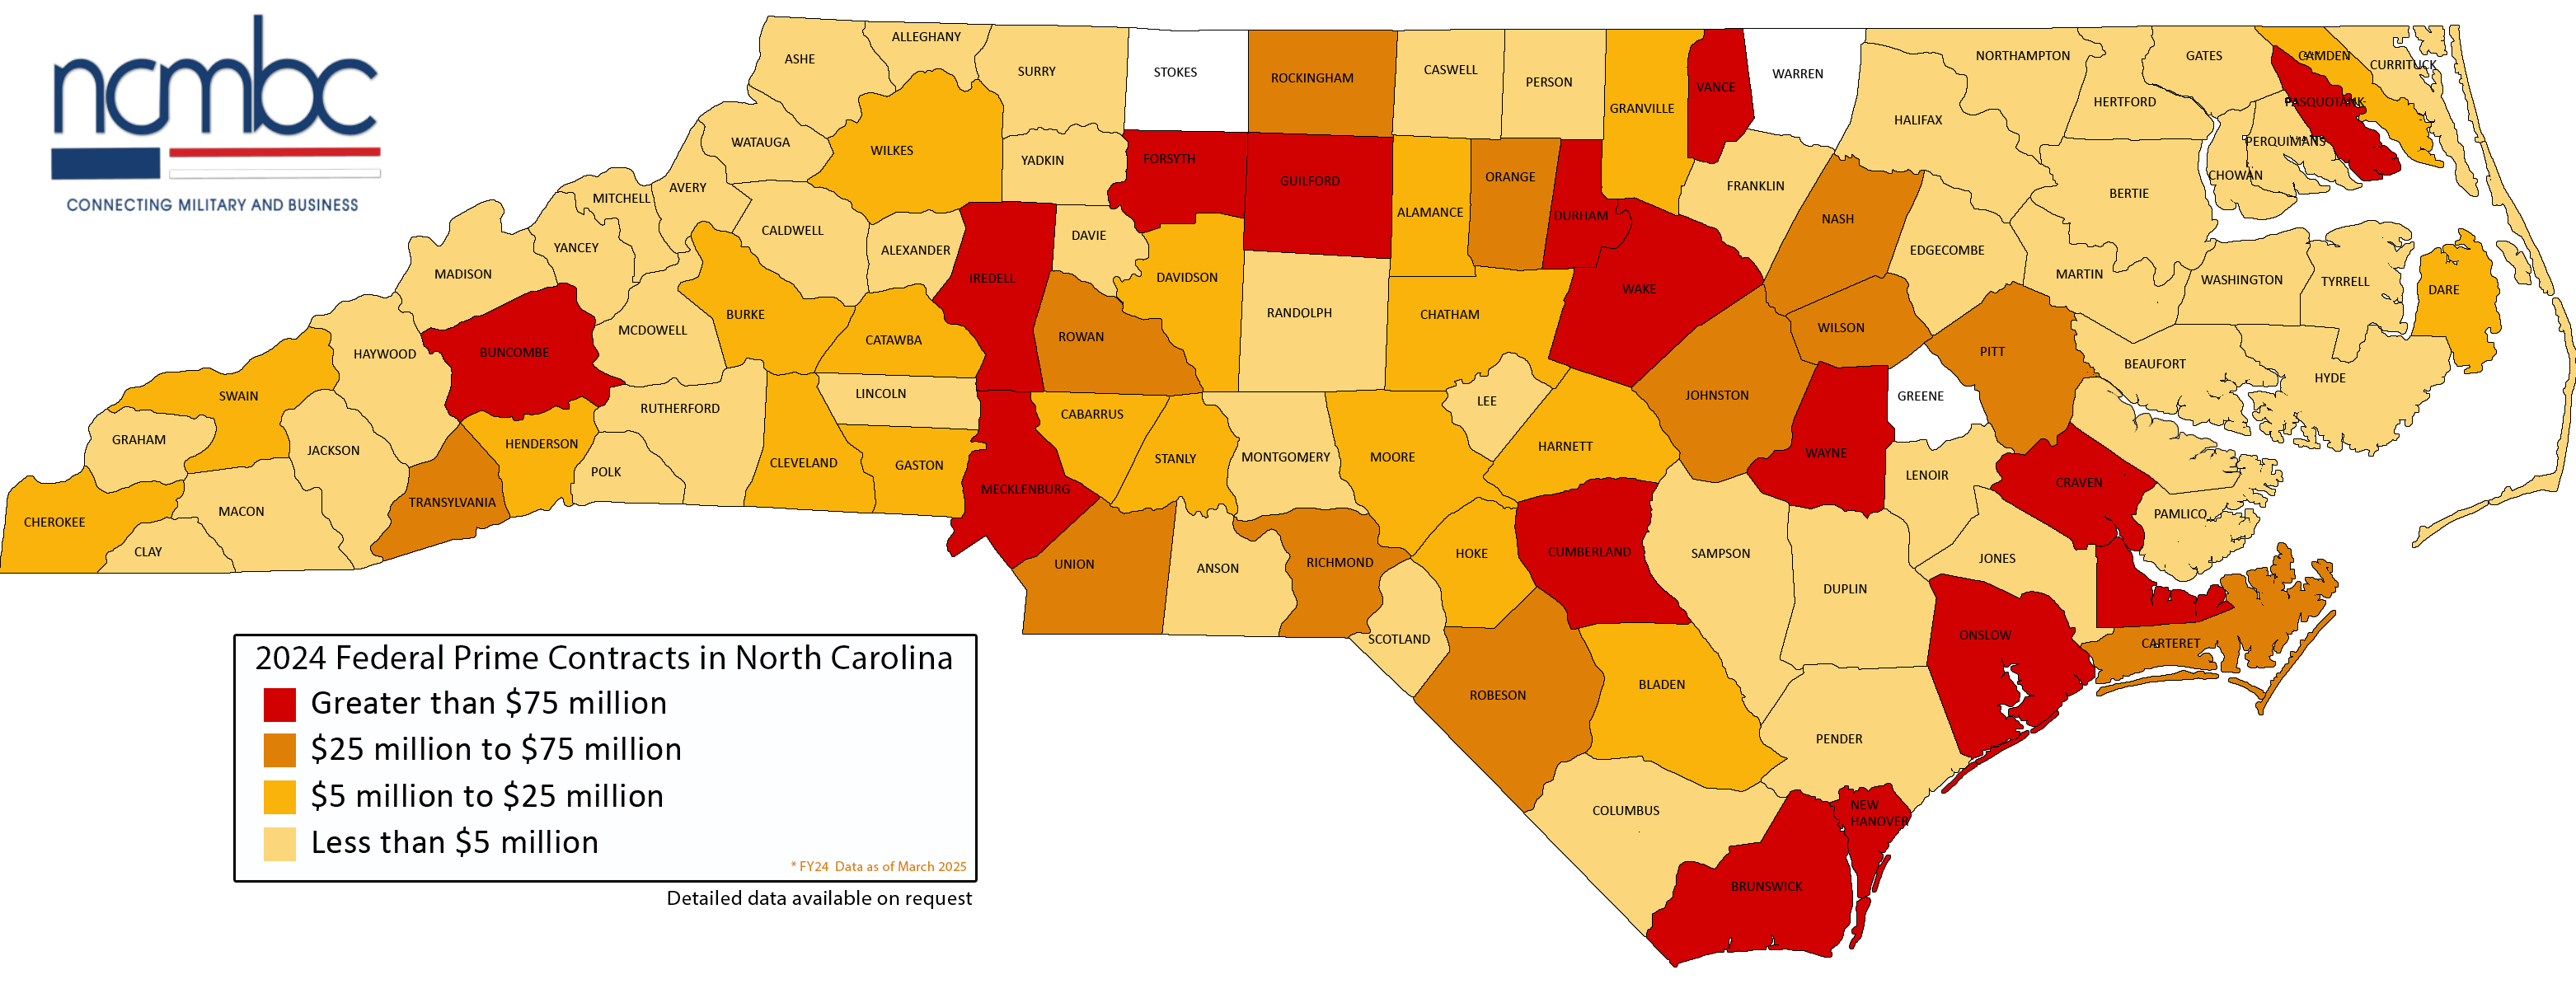 ncmbc
CONNECTING MILITARY AND BUSINESS
ASHE
ALLEGHANY
SURRY
STOKES
ROCKINGHAM
CASWELL
PERSON
GRANVILLE
VANCE
WARREN
NORTHAMPTON
GATES
CAMDEN
CURRITUCK
HALIFAX
HERTFORD
PASQUOTANK
PERQUIMANS
CHOWAN
WATAUGA
WILKES
YADKIN
FORSYTH
GUILFORD
ALAMANCE
ORANGE
DURHAM
FRANKLIN
NASH
BERTIE
MITCHELL
AVERY
YANCEY
CALDWELL
ALEXANDER
IREDELL
DAVIE
DAVIDSON
RANDOLPH
CHATHAM
WAKE
EDGECOMBE
MARTIN
WASHINGTON
TYRRELL
DARE
MADISON
BUNCOMBE
MCDOWELL
BURKE
CATAWBA
ROWAN
WILSON
PITT
BEAUFORT
HYDE
HAYWOOD
SWAIN
GRAHAM
JACKSON
HENDERSON
RUTHERFORD
POLK
CLEVELAND
LINCOLN
GASTON
CABARRUS
STANLY
MONTGOMERY
MOORE
LEE
HARNETT
JOHNSTON
WAYNE
GREENE
LENOIR
CRAVEN
PAMLICO
CHEROKEE
CLAY
MACON
TRANSYLVANIA
MECKLENBURG
UNION
ANSON
RICHMOND
HOKE
CUMBERLAND
SAMPSON
DUPLIN
JONES
ONSLOW
CARTERET
SCOTLAND
ROBESON
BLADEN
PENDER
COLUMBUS
NEW
HANOVER
BRUNSWICK
2024 Federal Prime Contracts in North Carolina
Greater than $75 million
$25 million to $75 million
$5 million to $25 million
Less than $5 million
* FY24 Data as of March 2025
Detailed data available on request